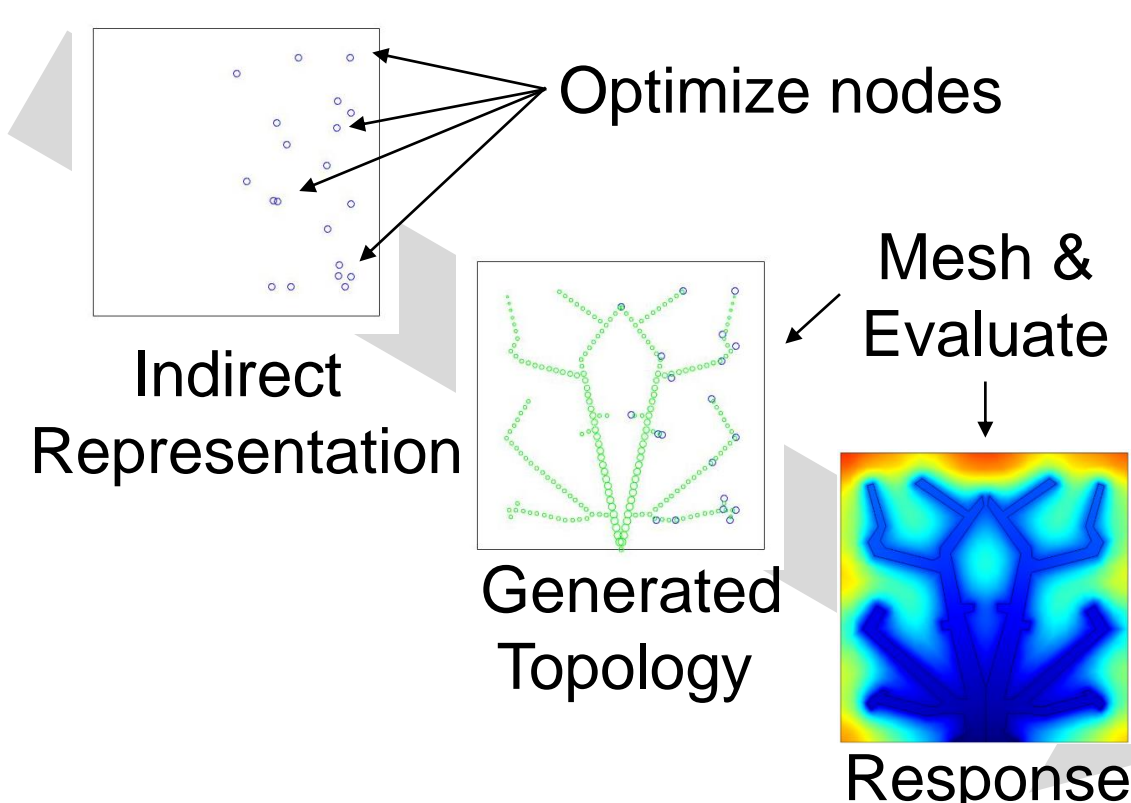 Optimize nodes
Indirect
Representation
Mesh &
Evaluate
Generated
Topology
Response